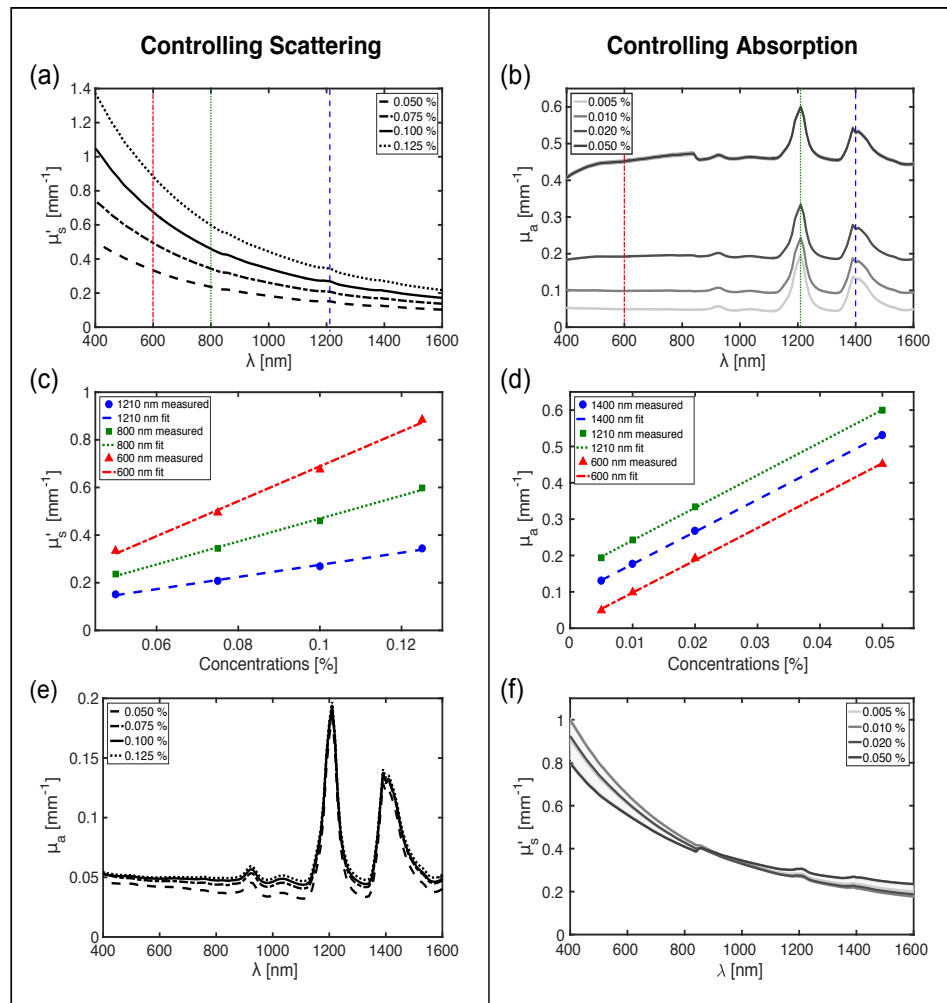 Controlling Scattering
Controlling Absorption
(a)
1.4
1.2
1
0.8
0.6
0.4
0.2
0
μ's [mm-1]
0.050 %
0.075 %
0.100 %
0.125 %
400 600 800 1000 1200 1400 1600
λ [nm]
(b)
0.6
0.5
0.4
0.3
0.2
0.1
0
μa [mm-1]
0.005 %
0.010 %
0.020 %
0.050 %
400 600 800 1000 1200 1400 1600
λ [nm]
(c)
1
0.8
0.6
0.4
0.2
0
μ's [mm-1]
1210 nm measured
1210 nm fit
800 nm measured
800 nm fit
600 nm measured
600 nm fit
0.06 0.08 0.1 0.12
Concentrations [%]
(d)
0.6
0.5
0.4
0.3
0.2
0.1
0
μa [mm-1]
1400 nm measured
1400 nm fit
1210 nm measured
1210 nm fit
600 nm measured
600 nm fit
0 0.01 0.02 0.03 0.04 0.05
Concentrations [%]
(e)
0.2
0.15
0.1
0.05
0
μa [mm-1]
0.050 %
0.075 %
0.100 %
0.125 %
400 600 800 1000 1200 1400 1600
λ [nm]
(f)
1
0.8
0.6
0.4
0.2
0
μ's [mm-1]
0.005 %
0.010 %
0.020 %
0.050 %
400 600 800 1000 1200 1400 1600
λ [nm]